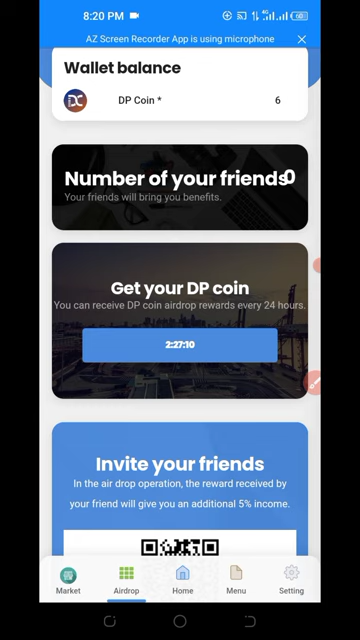 8:20 PM
4G
60
AZ Screen Recorder App is using microphone
Wallet balance
DC
DP Coin *
6
Number of your friends
0
Your friends will bring you benefits.
Get your DP coin
You can receive DP coin airdrop rewards every 24 hours.
2:27:10
Invite your friends
In the air drop operation, the reward received by
your friend will give you an additional 5% income.
Market
Airdrop
Home
Menu
Setting